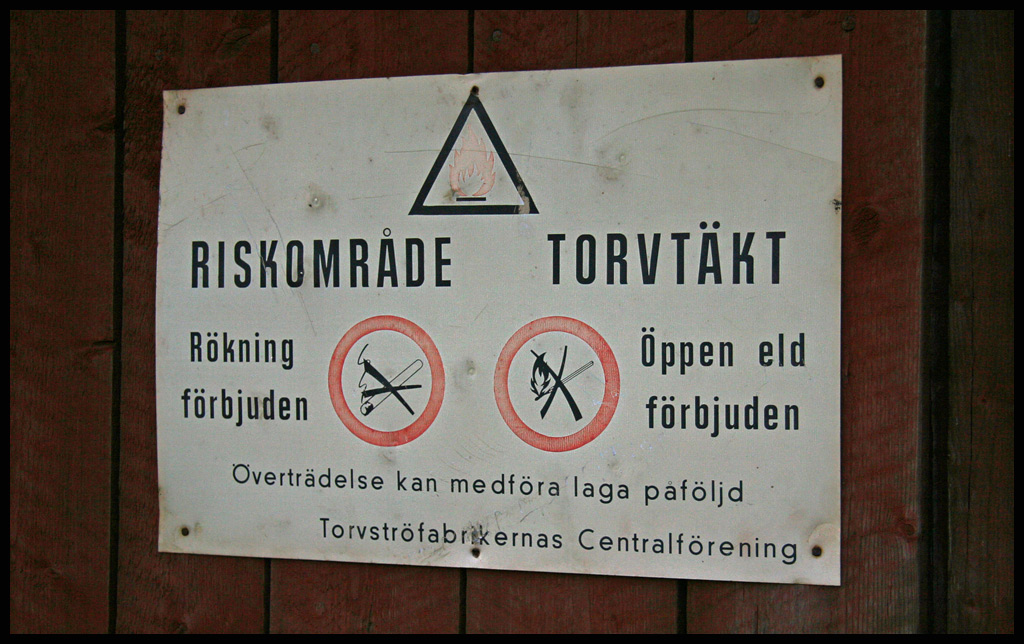 RISKOMRÅDE TORVTÄKT
Rökning
förbjuden
Öppen eld
förbjuden
Överträdelse kan medföra laga påföljd
Torvströfabrikernas Centralförening